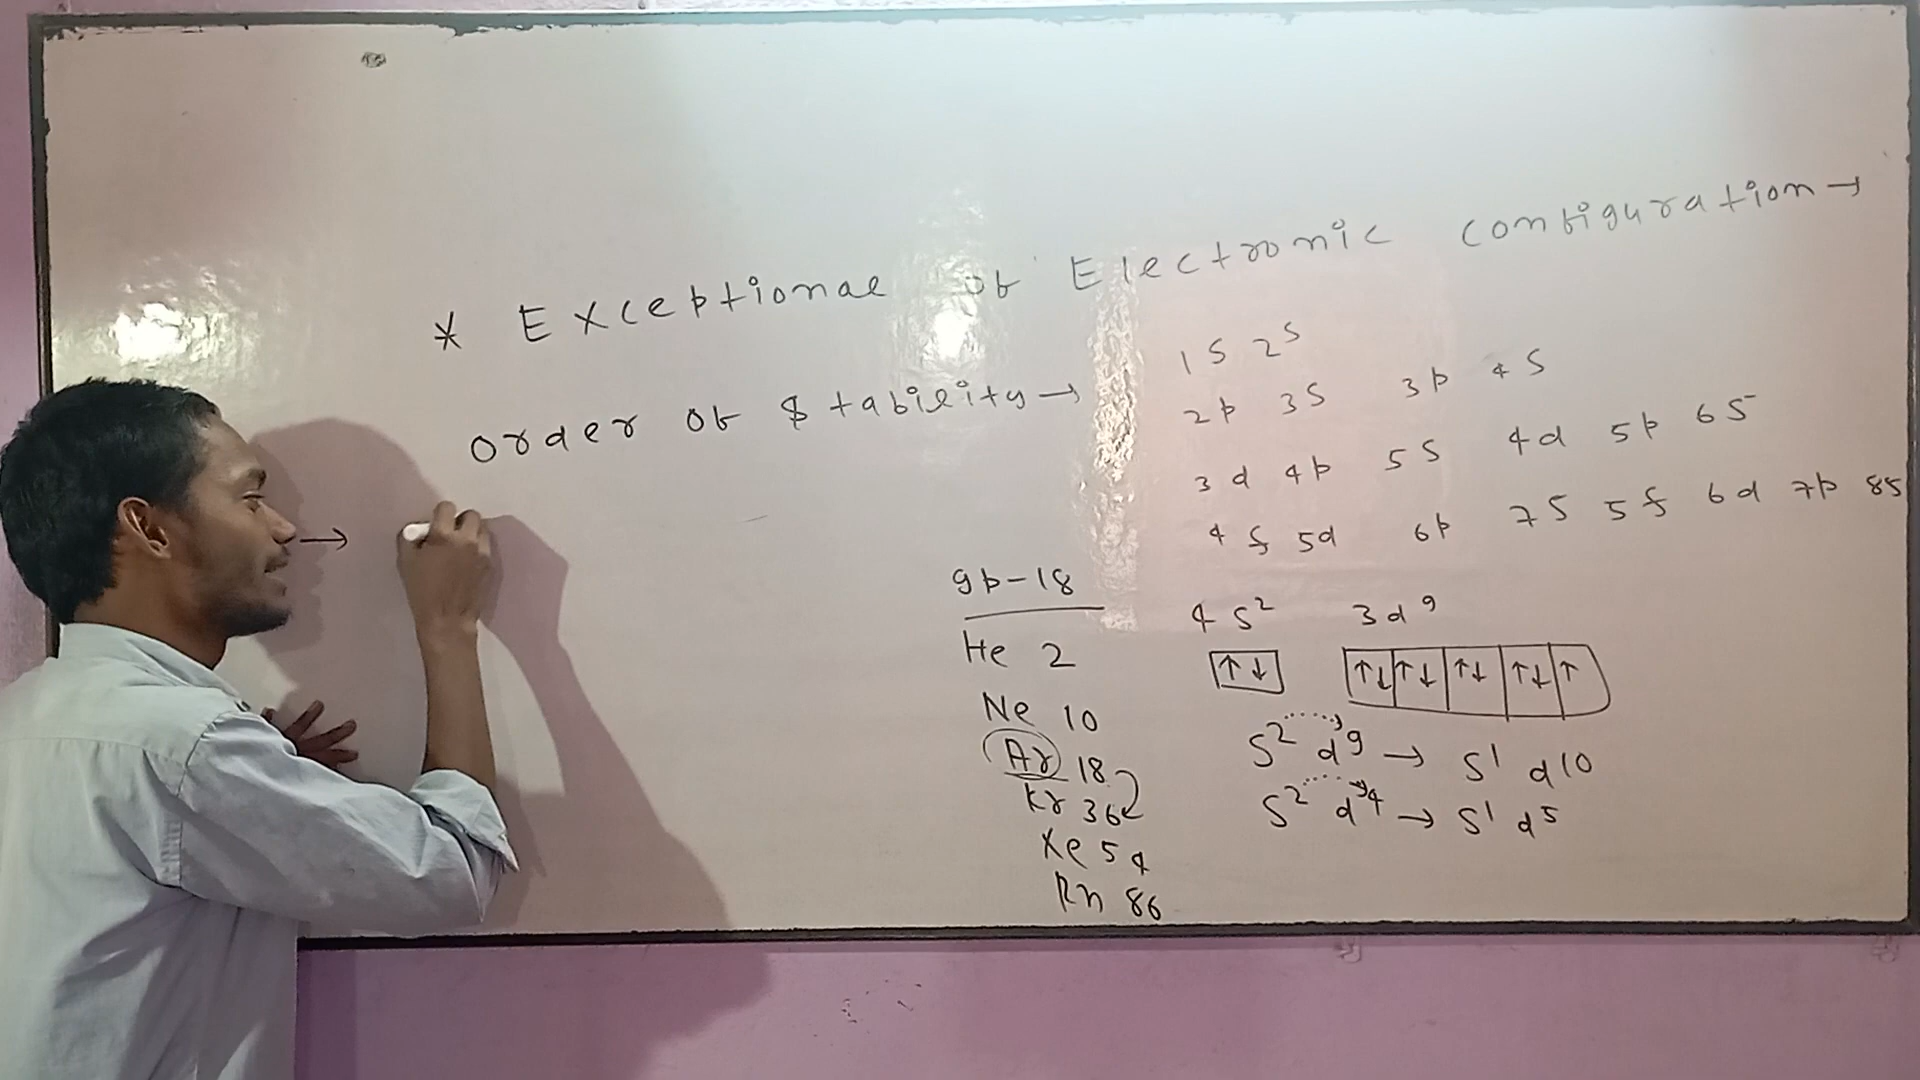 * Exceptional of Electronic configuration →
Order of Stability →
→
1s 2s
2p 3s 3p 4s
3d 4p 5s 4d 5p 6s
4f 5d 6p 7s 5f 6d 7p 8s
gp-18
He 2
Ne 10
Ar 18
Kr 36
Xe 54
Rn 86
4s² 3d⁹
↑↓ ↑↓ ↑↓ ↑↓ ↑↓ ↑
s² d⁹ → s¹ d¹⁰
s² d⁴ → s¹ d⁵